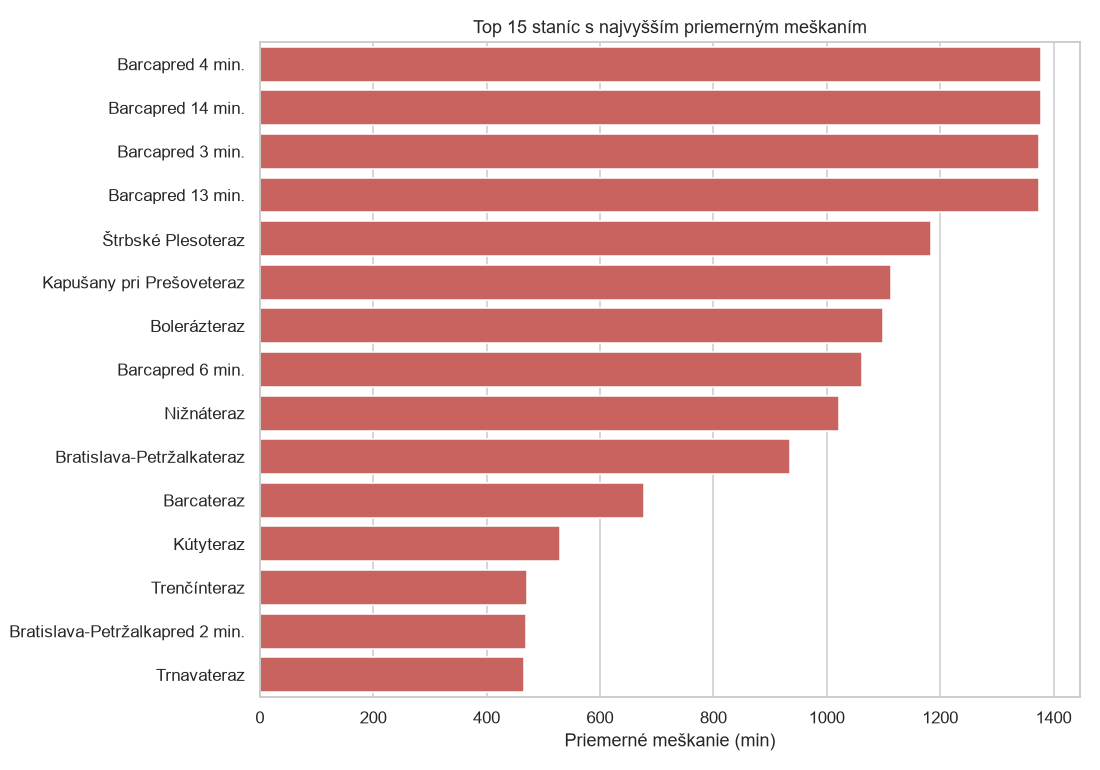 Top 15 staníc s najvyšším priemerným meškaním
Barcapred 4 min.
Barcapred 14 min.
Barcapred 3 min.
Barcapred 13 min.
Štrbské Plesoteraz
Kapušany pri Prešoveteraz
Bolerázteraz
Barcapred 6 min.
Nižnáteraz
Bratislava-Petržalkateraz
Barcateraz
Kútyteraz
Trenčínteraz
Bratislava-Petržalkapred 2 min.
Trnavateraz
0 200 400 600 800 1000 1200 1400
Priemerné meškanie (min)